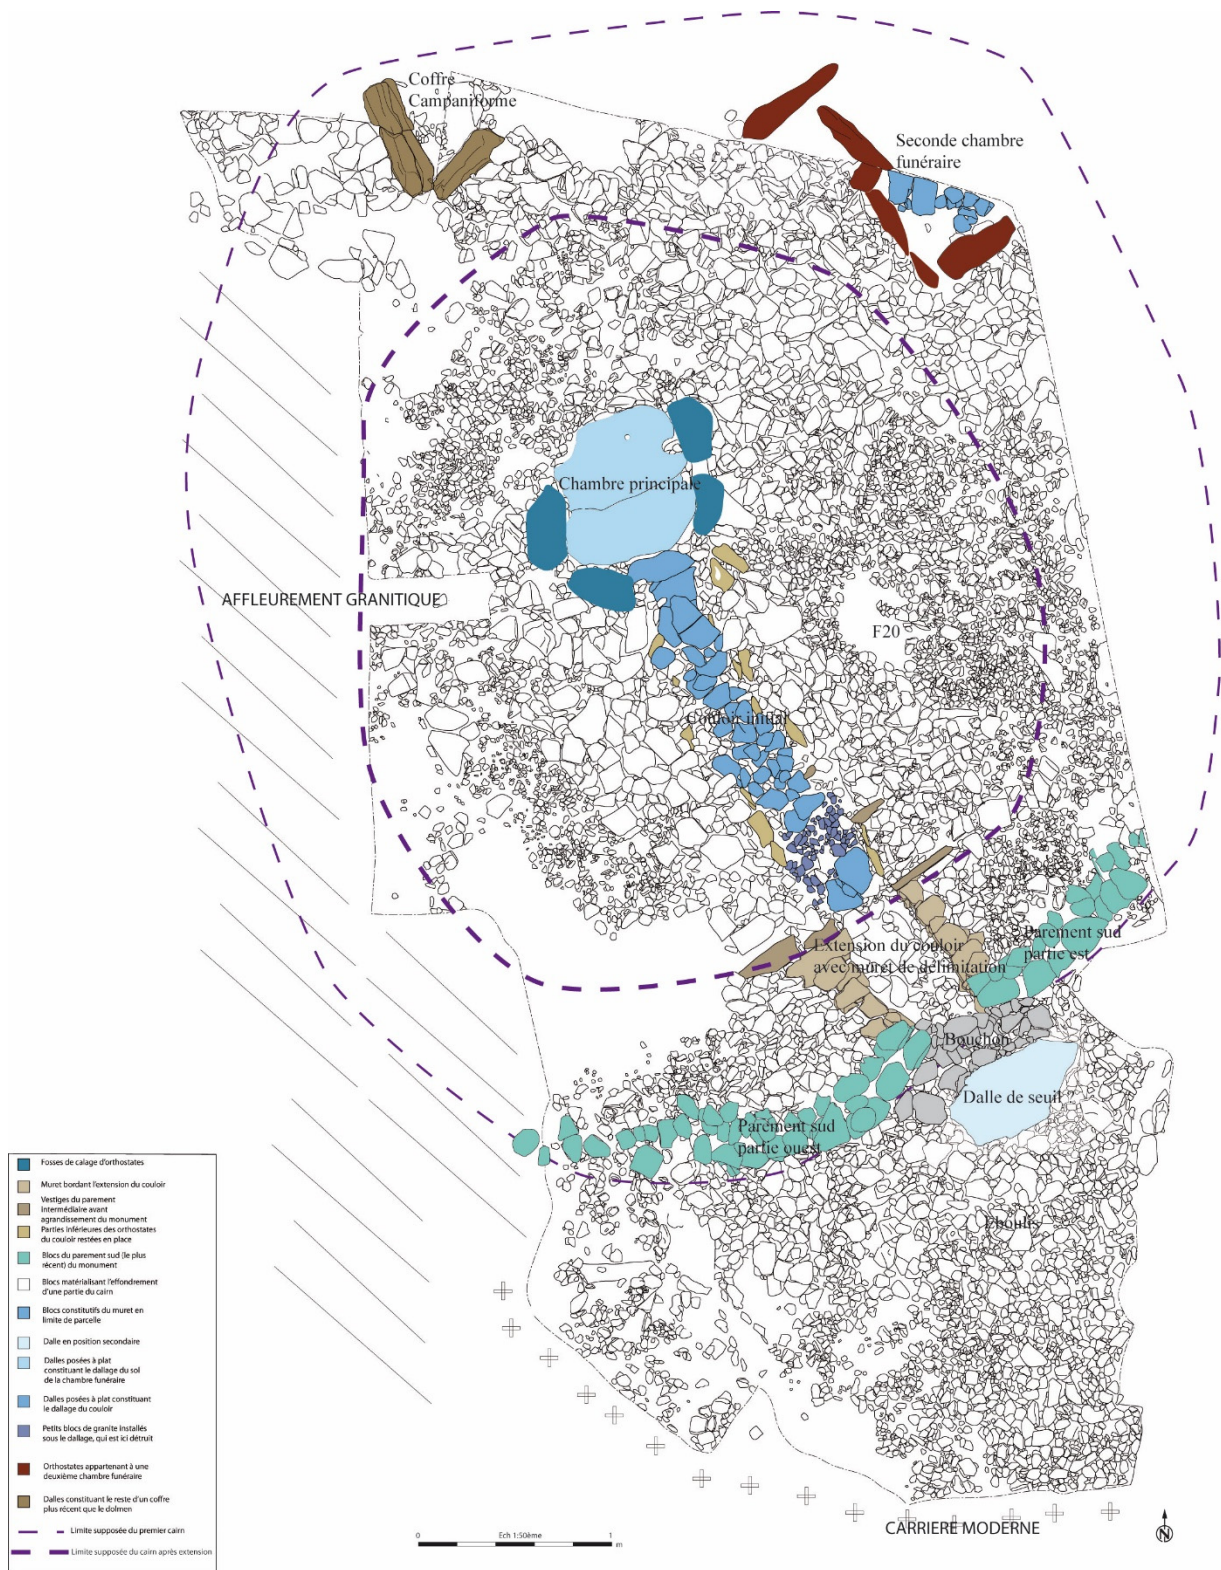 Coffre
Campaniforme
Seconde chambre
funéraire
Chambre principale
AFFLEUREMENT GRANITIQUE
F20
Couloir initial
Extension du couloir
avec muret de délimitation
Parement sud
partie est
Bouchon
Dalle de seuil ?
Parement sud
partie ouest
Eboulis
CARRIERE MODERNE
N
0 Ech 1:50ème 1
m
Fosses de calage d'orthostates
Muret bordant l'extension du couloir
Vestiges du parement
intermédiaire avant
agrandissement du monument
Parties inférieures des orthostates
du couloir restées en place
Blocs du parement sud (le plus
récent) du monument
Blocs matérialisant l'effondrement
d'une partie du cairn
Blocs constitutifs du muret en
limite de parcelle
Dalle en position secondaire
Dalles posées à plat
constituant le dallage du sol
de la chambre funéraire
Dalles posées à plat constituant
le dallage du couloir
Petits blocs de granite installés
sous le dallage, qui est ici détruit
Orthostates appartenant à une
deuxième chambre funéraire
Dalles constituant le reste d'un coffre
plus récent que le dolmen
Limite supposée du premier cairn
Limite supposée du cairn après extension